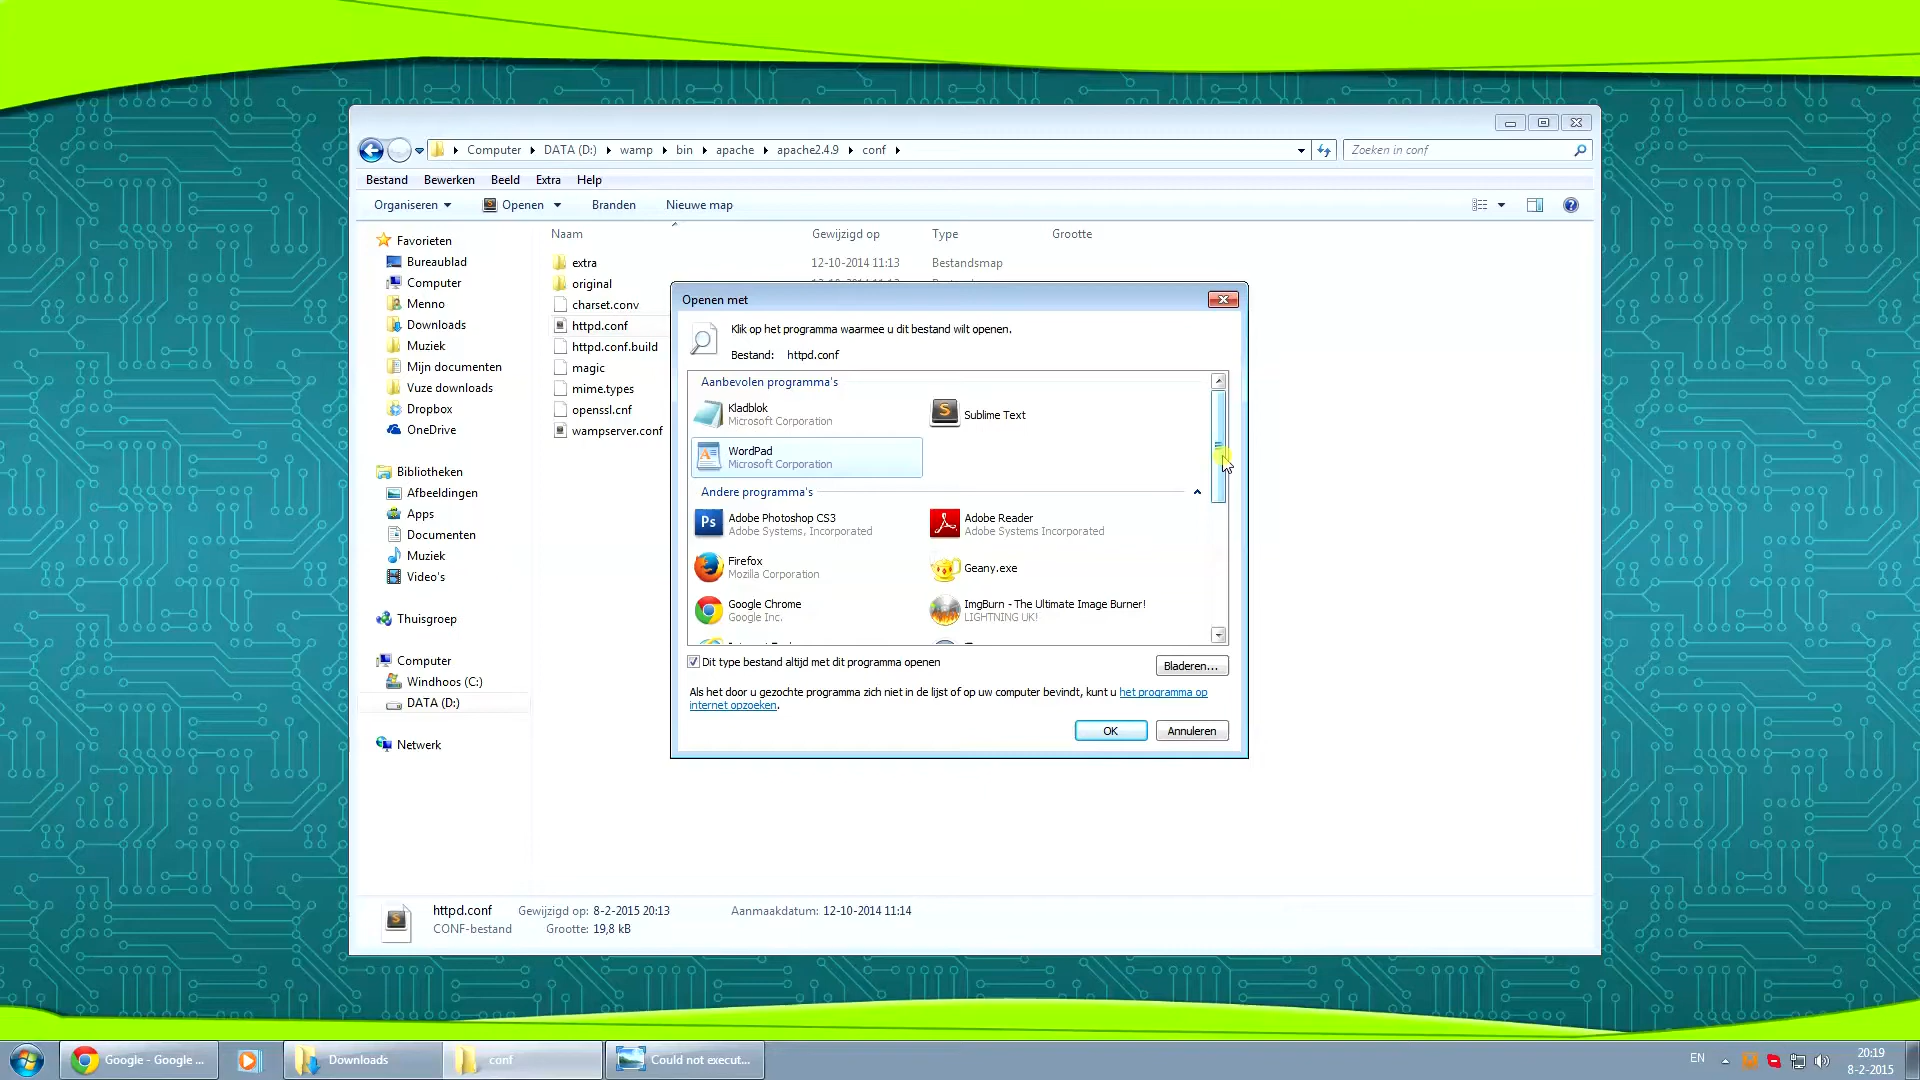 Computer DATA (D:) wamp bin apache apache2.4.9 conf
Zoeken in conf
Bestand Bewerken Beeld Extra Help
Organiseren Openen Branden Nieuwe map
Naam Gewijzigd op Type Grootte
Favorieten
Bureaublad
Computer
Menno
Downloads
Muziek
Mijn documenten
Vuze downloads
Dropbox
OneDrive
Bibliotheken
Afbeeldingen
Apps
Documenten
Muziek
Video's
Thuisgroep
Computer
Windhoos (C:)
DATA (D:)
Netwerk
extra 12-10-2014 11:13 Bestandsmap
original
charset.conv
httpd.conf
httpd.conf.build
magic
mime.types
openssl.cnf
wampserver.conf
Openen met
Klik op het programma waarmee u dit bestand wilt openen.
Bestand: httpd.conf
Aanbevolen programma's
Kladblok
Microsoft Corporation
Sublime Text
WordPad
Microsoft Corporation
Andere programma's
Adobe Photoshop CS3
Adobe Systems, Incorporated
Adobe Reader
Adobe Systems Incorporated
Firefox
Mozilla Corporation
Geany.exe
Google Chrome
Google Inc.
ImgBurn - The Ultimate Image Burner!
LIGHTNING UK!
Dit type bestand altijd met dit programma openen
Bladeren...
Als het door u gezochte programma zich niet in de lijst of op uw computer bevindt, kunt u het programma op
internet opzoeken.
OK Annuleren
httpd.conf Gewijzigd op: 8-2-2015 20:13 Aanmaakdatum: 12-10-2014 11:14
CONF-bestand Grootte: 19,8 kB
Google - Google ...
Downloads
conf
Could not execut...
EN
20:19
8-2-2015